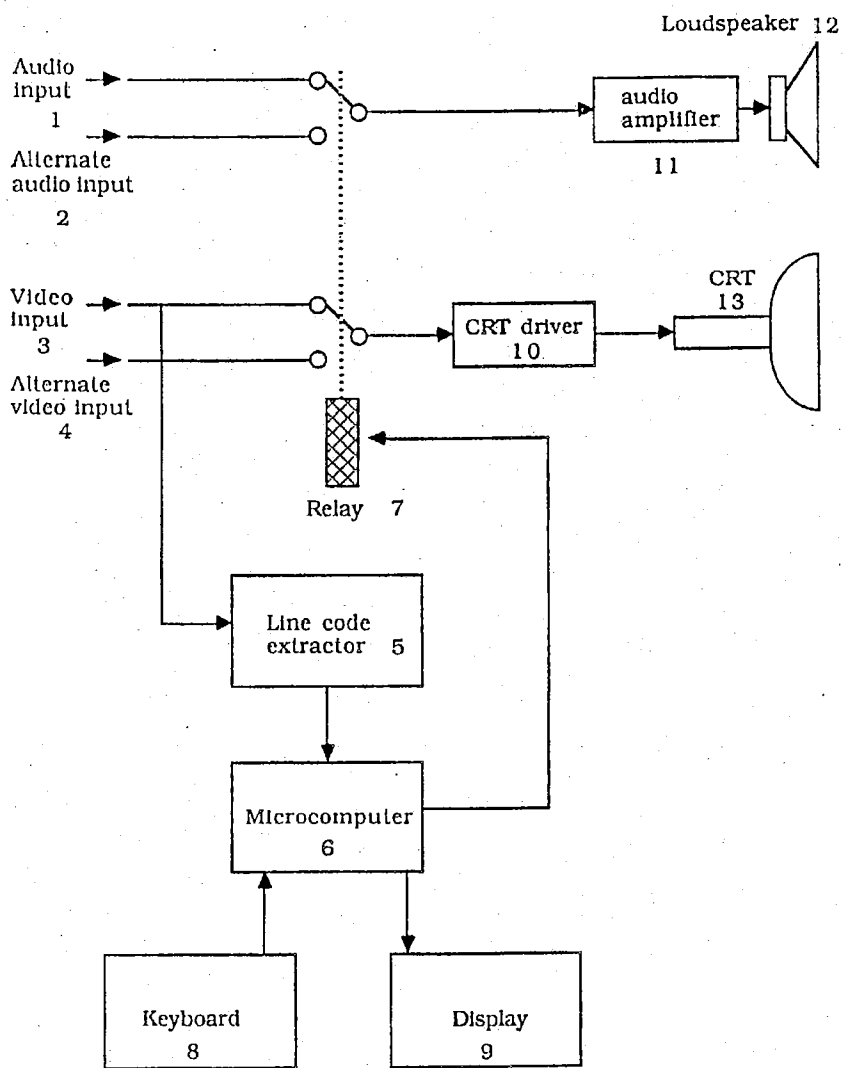 Loudspeaker 12
Audio
input
1
audio
amplifier
11
Alternate
audio input
2
Video
input
3
CRT
13
CRT driver
10
Alternate
video input
4
Relay 7
Line code
extractor 5
Microcomputer
6
Keyboard
8
Display
9